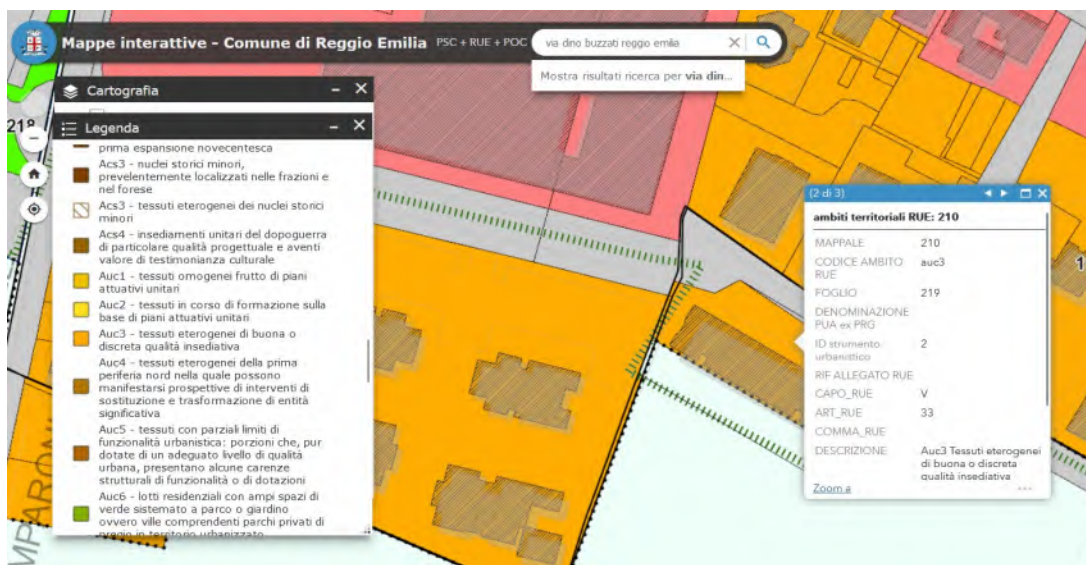 Mappe interattive - Comune di Reggio Emilia PSC + RUE + POC
via dino buzzati reggio emilia
Mostra risultati ricerca per via din...
Cartografia
218
Legenda
prima espansione novecentesca
Acs3 - nuclei storici minori,
prevelentemente localizzati nelle frazioni e
nel forese
Acs3 - tessuti eterogenei dei nuclei storici
minori
Acs4 - insediamenti unitari del dopoguerra
di particolare qualità progettuale e aventi
valore di testimonianza culturale
Auc1 - tessuti omogenei frutto di piani
attuativi unitari
Auc2 - tessuti in corso di formazione sulla
base di piani attuativi unitari
Auc3 - tessuti eterogenei di buona o
discreta qualità insediativa
Auc4 - tessuti eterogenei della prima
periferia nord nella quale possono
manifestarsi prospettive di interventi di
sostituzione e trasformazione di entità
significativa
Auc5 - tessuti con parziali limiti di
funzionalità urbanistica: porzioni che, pur
dotate di un adeguato livello di qualità
urbana, presentano alcune carenze
strutturali di funzionalità o di dotazioni
Auc6 - lotti residenziali con ampi spazi di
verde sistemato a parco o giardino
ovvero ville comprendenti parchi privati di
pregio in territorio urbanizzato
MPARONI
(2 di 3)
ambiti territoriali RUE: 210
MAPPALE 210
CODICE AMBITO RUE auc3
FOGLIO 219
DENOMINAZIONE
PUA ex PRG
ID strumento 2
urbanistico
RIF ALLEGATO RUE
CAPO_RUE V
ART_RUE 33
COMMA_RUE
DESCRIZIONE Auc3 Tessuti eterogenei
di buona o discreta
qualità insediativa
Zoom a
...
1